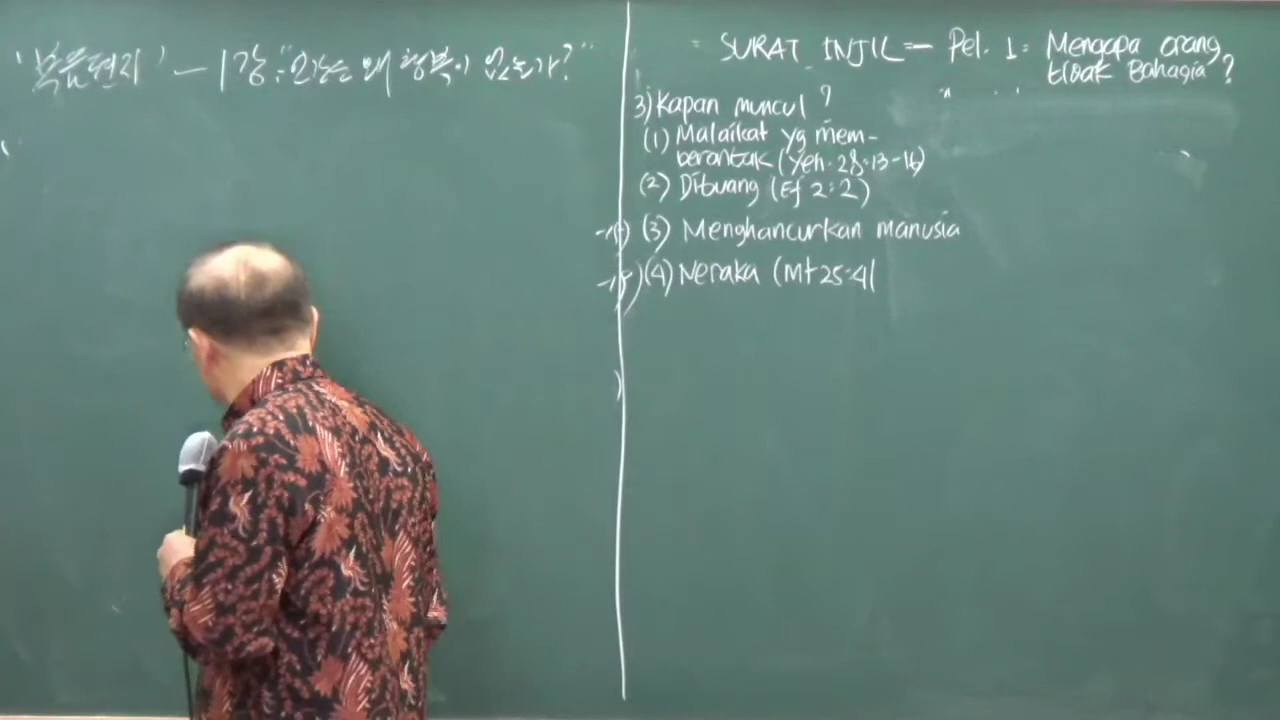 '복음편지' — 1강 : "인간은 왜 행복이 없는가?"
SURAT INJIL — Pel. 1 : Mengapa orang
tidak Bahagia ?
3) Kapan muncul ?
(1) Malaikat yg mem-
berontak (Yeh. 28:13-16)
(2) Dibuang (Ef 2:2)
(3) Menghancurkan manusia
(4) Neraka (Mt 25:41